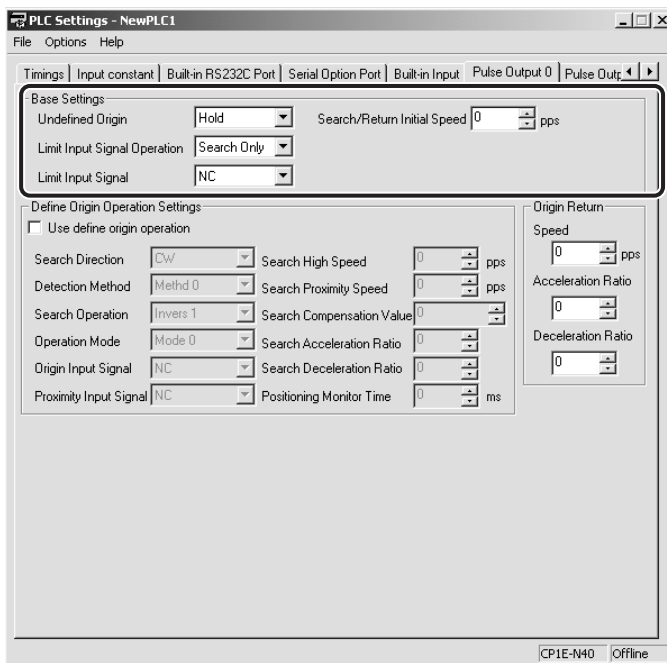 PLC Settings - NewPLC1
File Options Help
Timings Input constant Built-in RS232C Port Serial Option Port Built-in Input Pulse Output 0 Pulse Outp
Base Settings
Undefined Origin Hold Search/Return Initial Speed 0 pps
Limit Input Signal Operation Search Only
Limit Input Signal NC
Define Origin Operation Settings
Use define origin operation
Search Direction CW Search High Speed 0 pps
Detection Method Methd 0 Search Proximity Speed 0 pps
Search Operation Invers 1 Search Compensation Value 0
Operation Mode Mode 0 Search Acceleration Ratio 0
Origin Input Signal NC Search Deceleration Ratio 0
Proximity Input Signal NC Positioning Monitor Time 0 ms
Origin Return
Speed
0 pps
Acceleration Ratio
0
Deceleration Ratio
0
CP1E-N40 Offline